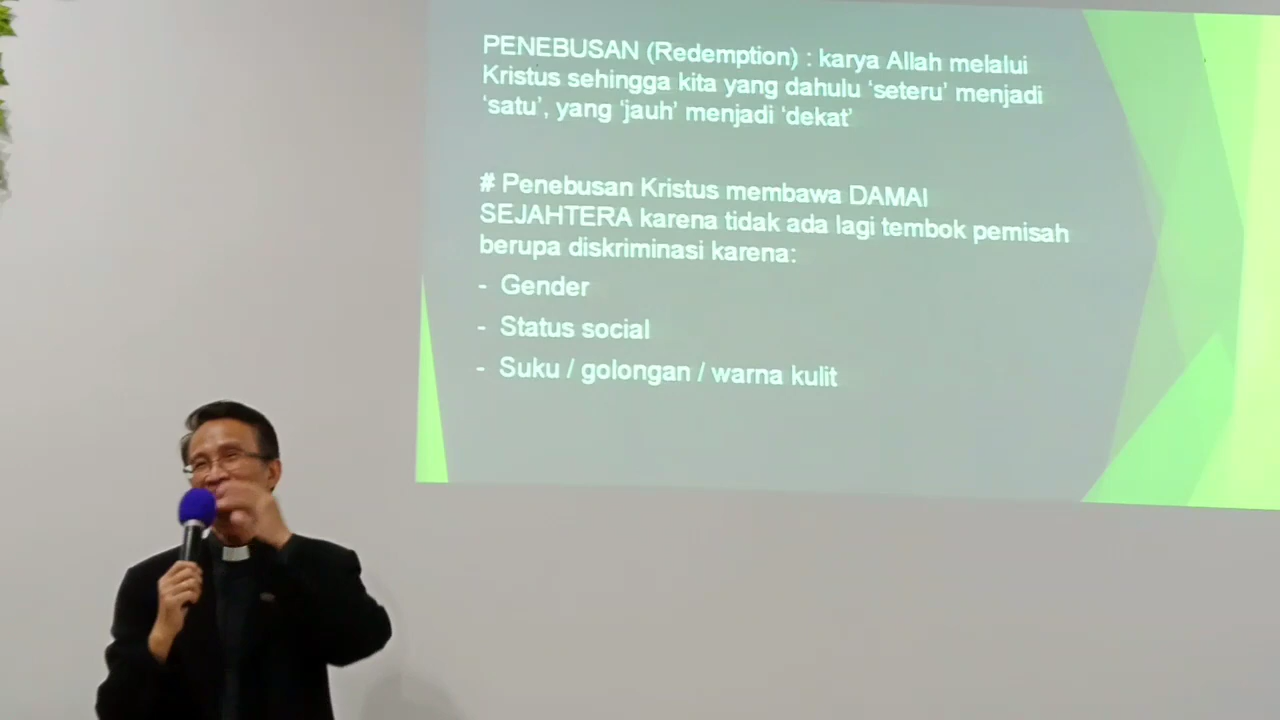 PENEBUSAN (Redemption) : karya Allah melalui
Kristus sehingga kita yang dahulu ‘seteru’ menjadi
‘satu’, yang ‘jauh’ menjadi ‘dekat’
# Penebusan Kristus membawa DAMAI
SEJAHTERA karena tidak ada lagi tembok pemisah
berupa diskriminasi karena:
- Gender
- Status social
- Suku / golongan / warna kulit